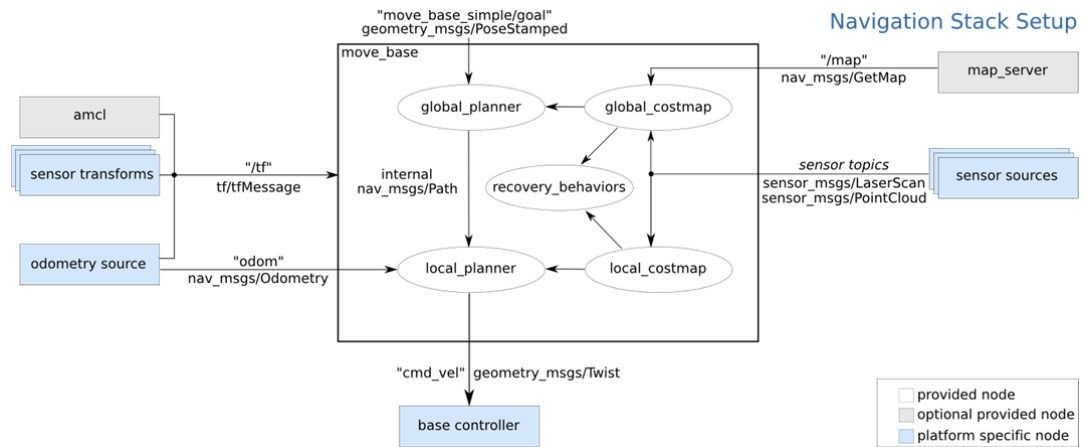 Navigation Stack Setup
"move_base_simple/goal"
geometry_msgs/PoseStamped
move_base
"/map"
nav_msgs/GetMap
map_server
amcl
global_planner
global_costmap
sensor transforms
"/tf"
tf/tfMessage
internal
nav_msgs/Path
recovery_behaviors
sensor topics
sensor_msgs/LaserScan
sensor_msgs/PointCloud
sensor sources
odometry source
"odom"
nav_msgs/Odometry
local_planner
local_costmap
"cmd_vel" geometry_msgs/Twist
base controller
provided node
optional provided node
platform specific node